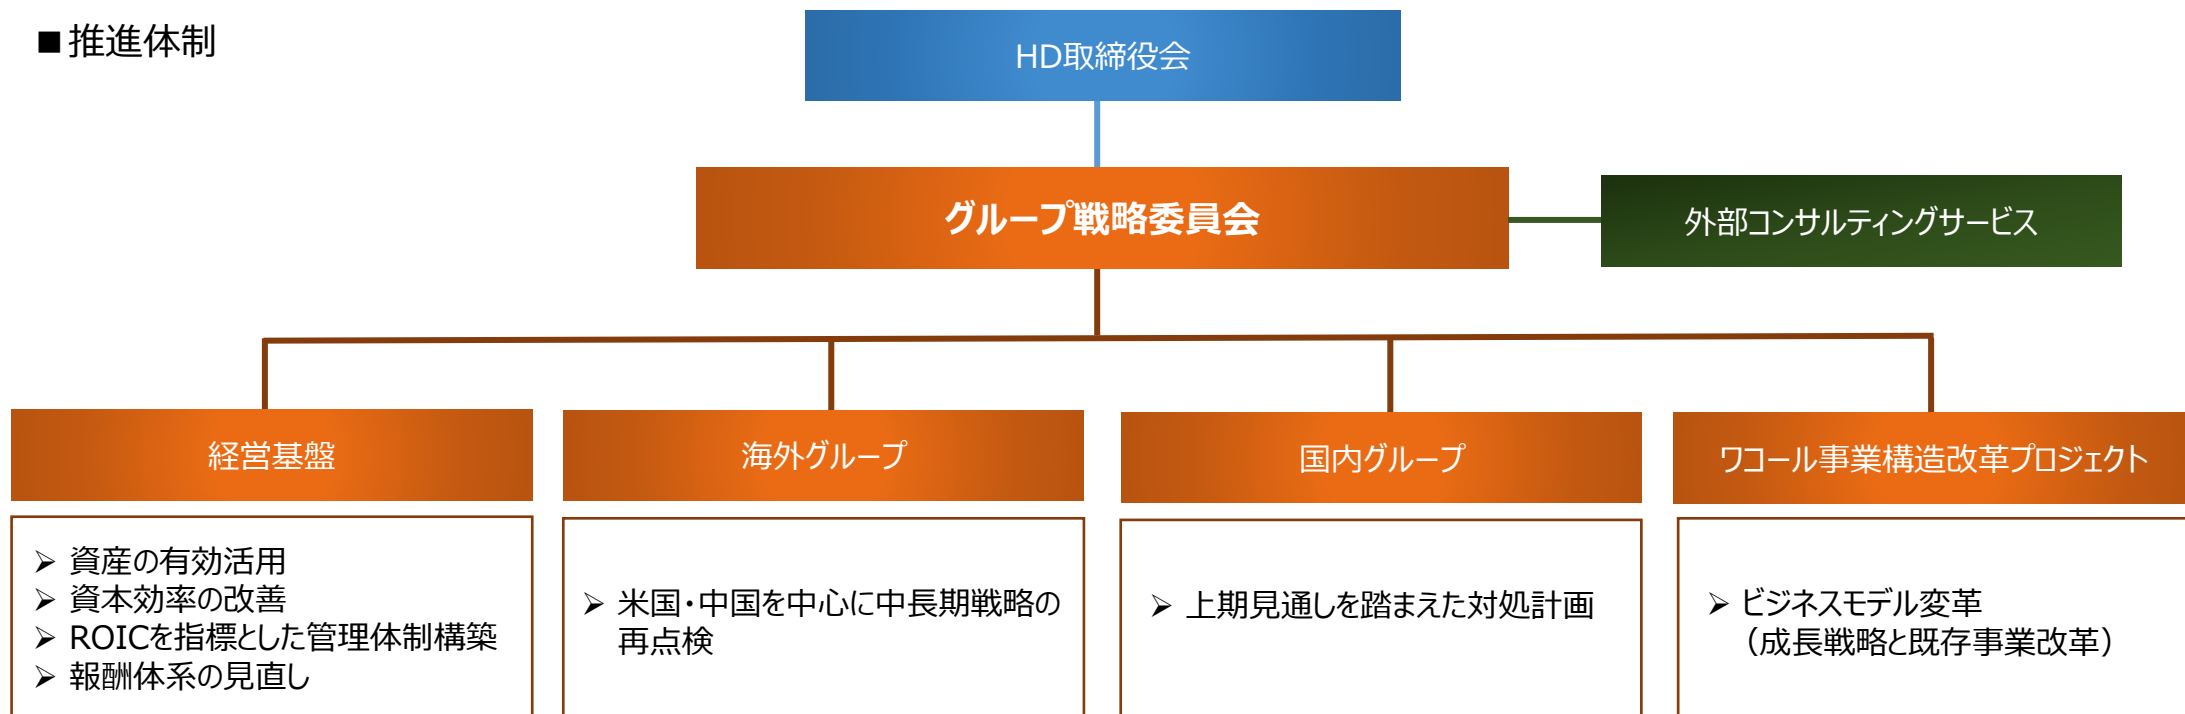 ■推進体制
HD取締役会
グループ戦略委員会
外部コンサルティングサービス
経営基盤
海外グループ
国内グループ
ワコール事業構造改革プロジェクト
➢ 資産の有効活用
➢ 資本効率の改善
➢ ROICを指標とした管理体制構築
➢ 報酬体系の見直し
➢ 米国・中国を中心に中長期戦略の
再点検
➢ 上期見通しを踏まえた対処計画
➢ ビジネスモデル変革
（成長戦略と既存事業改革）